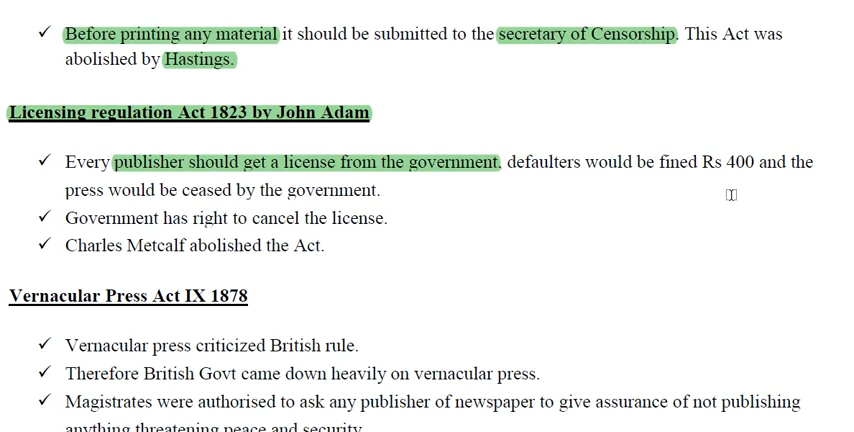 ✓ Before printing any material it should be submitted to the secretary of Censorship. This Act was
abolished by Hastings.
Licensing regulation Act 1823 by John Adam
✓ Every publisher should get a license from the government, defaulters would be fined Rs 400 and the
press would be ceased by the government.
✓ Government has right to cancel the license.
✓ Charles Metcalf abolished the Act.
Vernacular Press Act IX 1878
✓ Vernacular press criticized British rule.
✓ Therefore British Govt came down heavily on vernacular press.
✓ Magistrates were authorised to ask any publisher of newspaper to give assurance of not publishing
anything threatening peace and security.